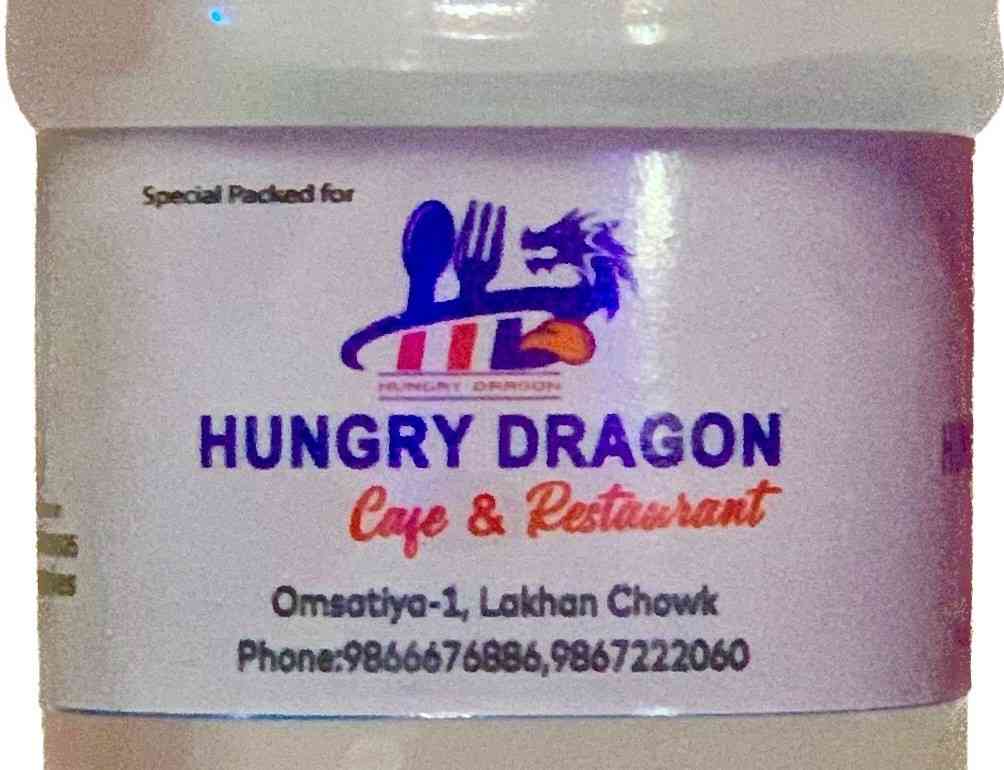 Special Packed for
HUNGRY DRAGON
HUNGRY DRAGON
Cafe & Restaurant
Omsatiya-1, Lakhan Chowk
Phone:9866676886,9867222060